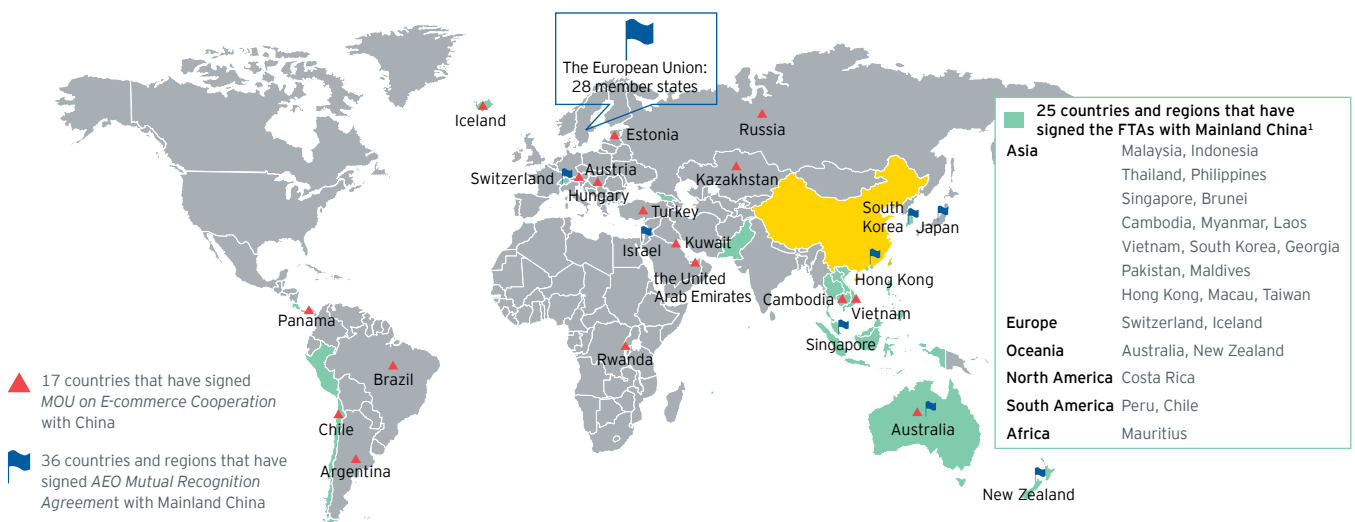 The European Union:
28 member states
Iceland
Estonia
Russia
Switzerland
Austria
Hungary
Kazakhstan
Turkey
Israel
Kuwait
the United
Arab Emirates
South
Korea
Japan
Hong Kong
Cambodia
Vietnam
Singapore
Panama
Brazil
Rwanda
Chile
Argentina
Australia
New Zealand
17 countries that have signed
MOU on E-commerce Cooperation
with China
36 countries and regions that have
signed AEO Mutual Recognition
Agreement with Mainland China
25 countries and regions that have
signed the FTAs with Mainland China¹
Asia Malaysia, Indonesia
Thailand, Philippines
Singapore, Brunei
Cambodia, Myanmar, Laos
Vietnam, South Korea, Georgia
Pakistan, Maldives
Hong Kong, Macau, Taiwan
Europe Switzerland, Iceland
Oceania Australia, New Zealand
North America Costa Rica
South America Peru, Chile
Africa Mauritius